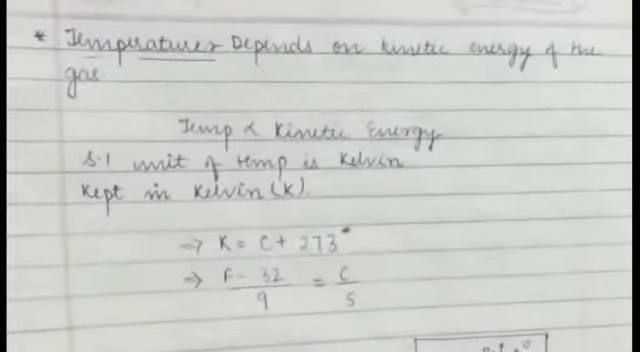 * Temperature → Depends on kinetic energy of the
gas
Temp ∝ Kinetic Energy
S.I unit of temp is Kelvin
Kept in Kelvin (K).
→ K = C + 273°
→ F - 32 / 9 = C / 5